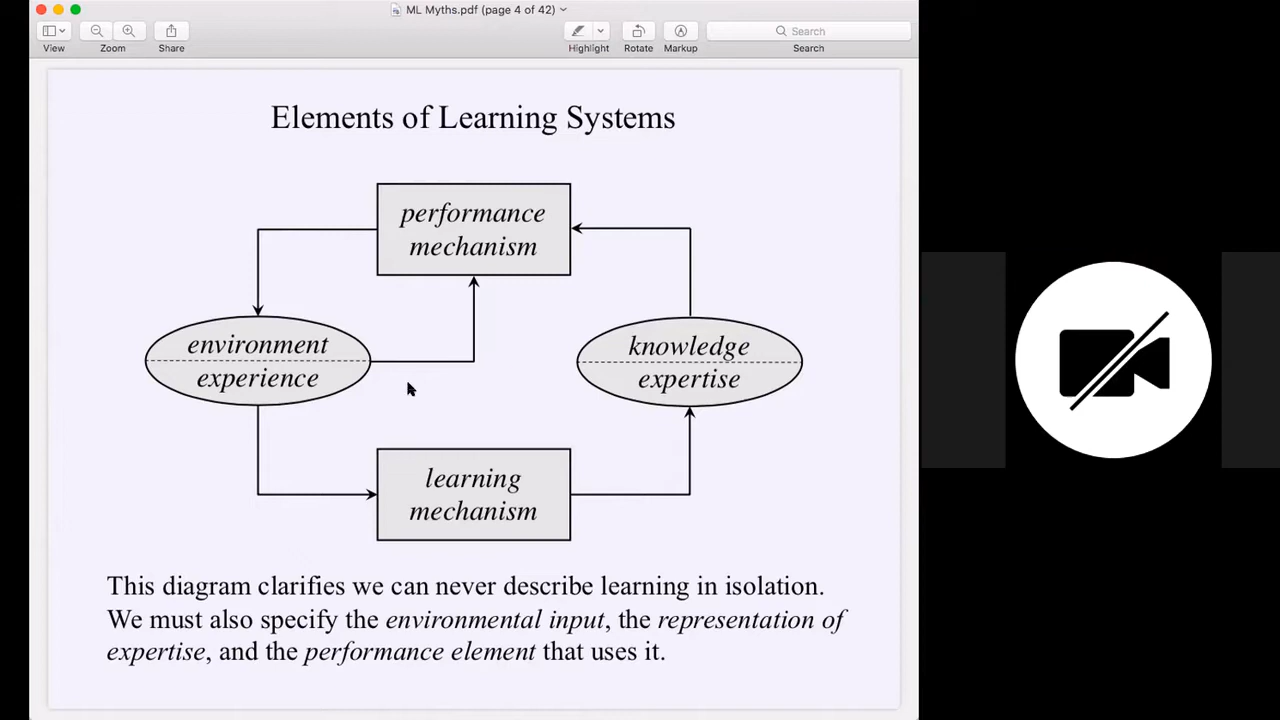 ML Myths.pdf (page 4 of 42)
View
Zoom
Share
Highlight
Rotate
Markup
Search
Search
Elements of Learning Systems
performance
mechanism
environment
experience
knowledge
expertise
learning
mechanism
This diagram clarifies we can never describe learning in isolation.
We must also specify the environmental input, the representation of
expertise, and the performance element that uses it.